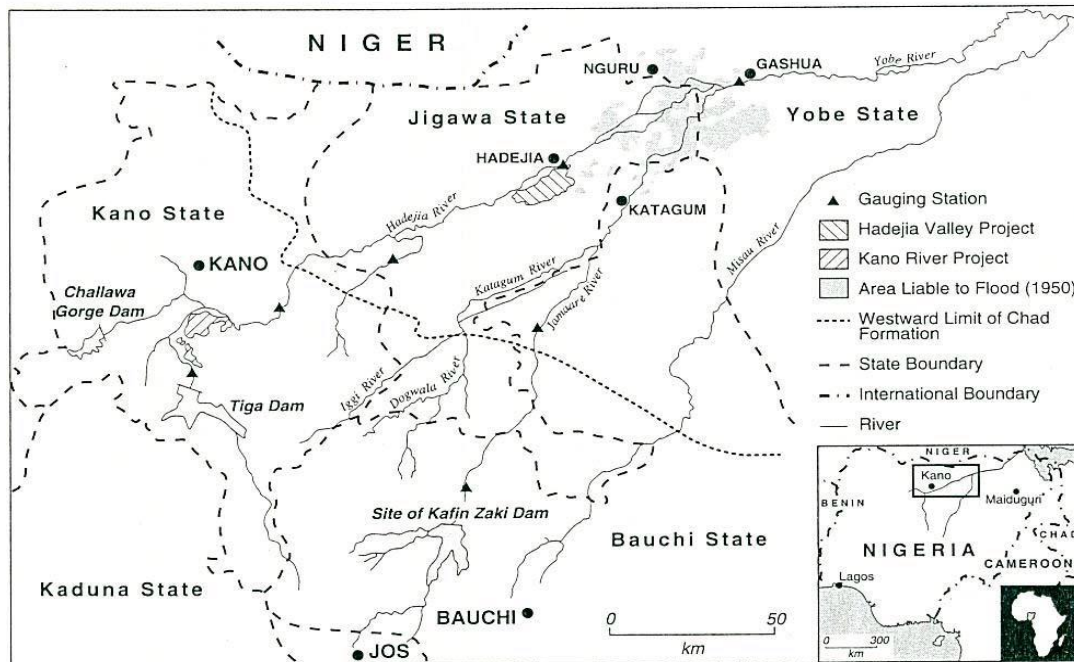 NIGER
NGURU
GASHUA
Yobe River
Jigawa State
Yobe State
HADEJIA
Kano State
Hadejia River
KATAGUM
Misau River
KANO
Katagum River
Challawa
Gorge Dam
Jamaare River
Iggi River
Dogwala River
Tiga Dam
Site of Kafin Zaki Dam
Bauchi State
Kaduna State
BAUCHI
JOS
0 50
km
Gauging Station
Hadejia Valley Project
Kano River Project
Area Liable to Flood (1950)
Westward Limit of Chad
Formation
State Boundary
International Boundary
River
NIGER
Kano
Maiduguri
BENIN
CHAD
NIGERIA
CAMEROON
Lagos
0 300
km